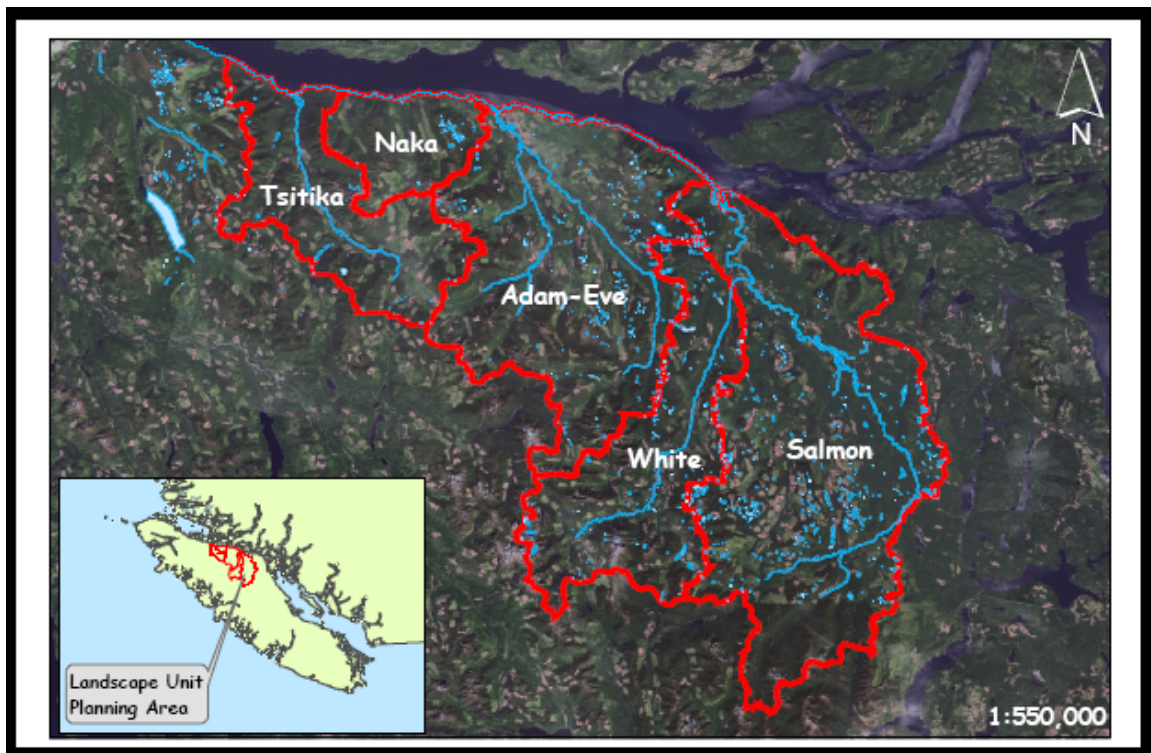 N
Naka
Tsitika
Adam-Eve
White
Salmon
Landscape Unit
Planning Area
1:550,000